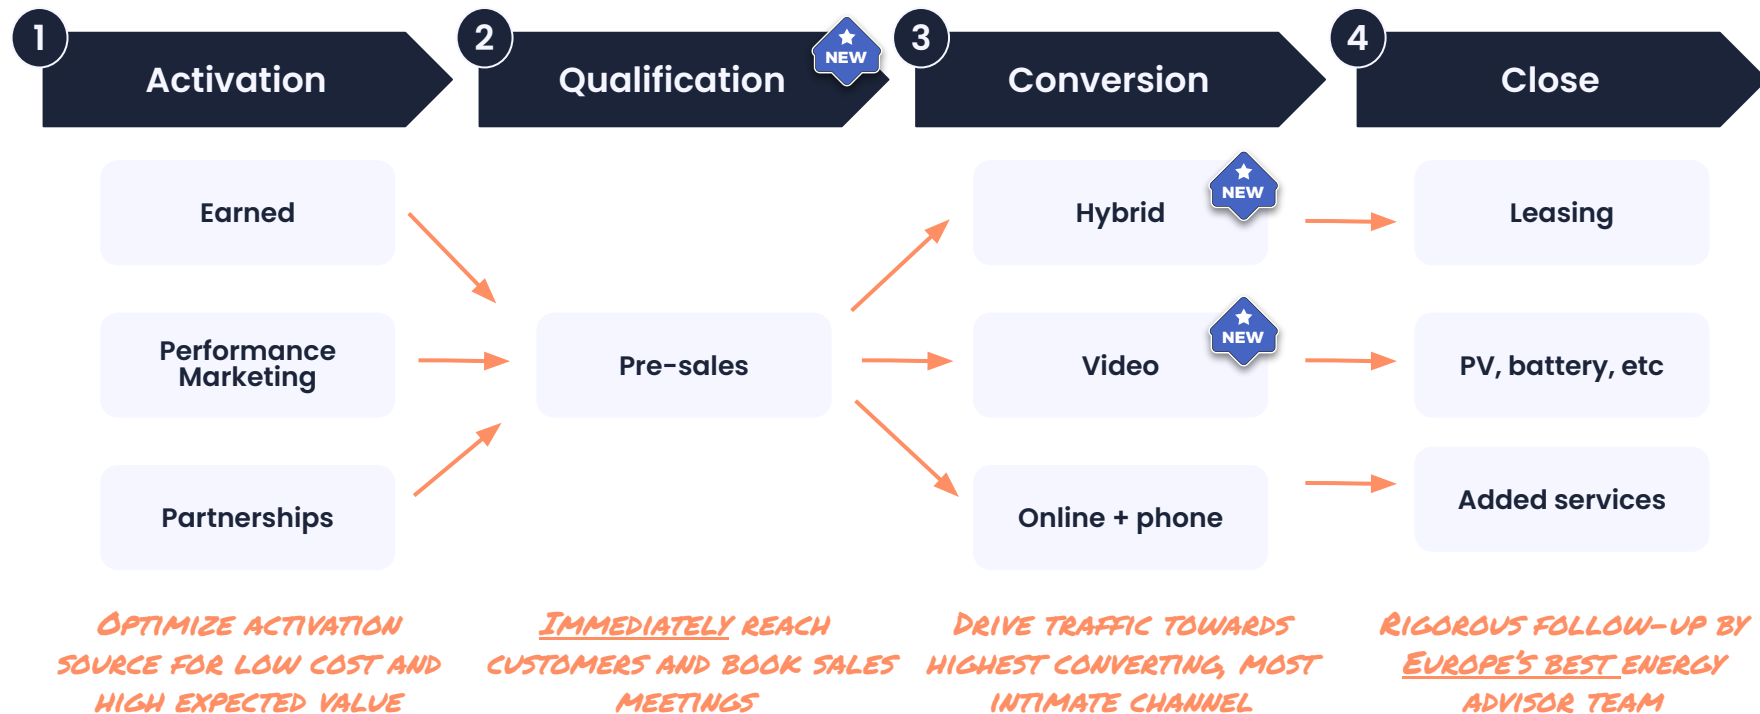 1
Activation
2
Qualification
NEW
3
Conversion
4
Close
Earned
Performance
Marketing
Partnerships
Pre-sales
Hybrid
NEW
Video
NEW
Online + phone
Leasing
PV, battery, etc
Added services
OPTIMIZE ACTIVATION
SOURCE FOR LOW COST AND
HIGH EXPECTED VALUE
IMMEDIATELY REACH
CUSTOMERS AND BOOK SALES
MEETINGS
DRIVE TRAFFIC TOWARDS
HIGHEST CONVERTING, MOST
INTIMATE CHANNEL
RIGOROUS FOLLOW-UP BY
EUROPE'S BEST ENERGY
ADVISOR TEAM